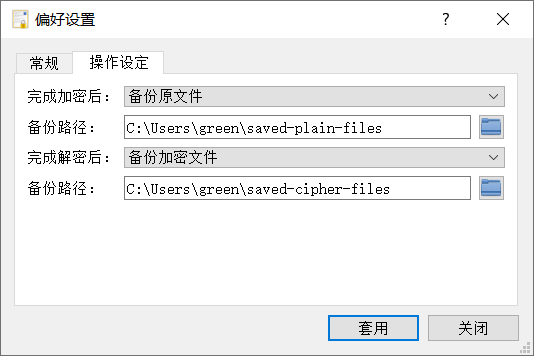 偏好设置
?
常规 操作设定
完成加密后： 备份原文件
备份路径： C:\Users\green\saved-plain-files
完成解密后： 备份加密文件
备份路径： C:\Users\green\saved-cipher-files
套用 关闭